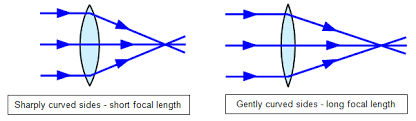 Sharply curved sides - short focal length
Gently curved sides - long focal length